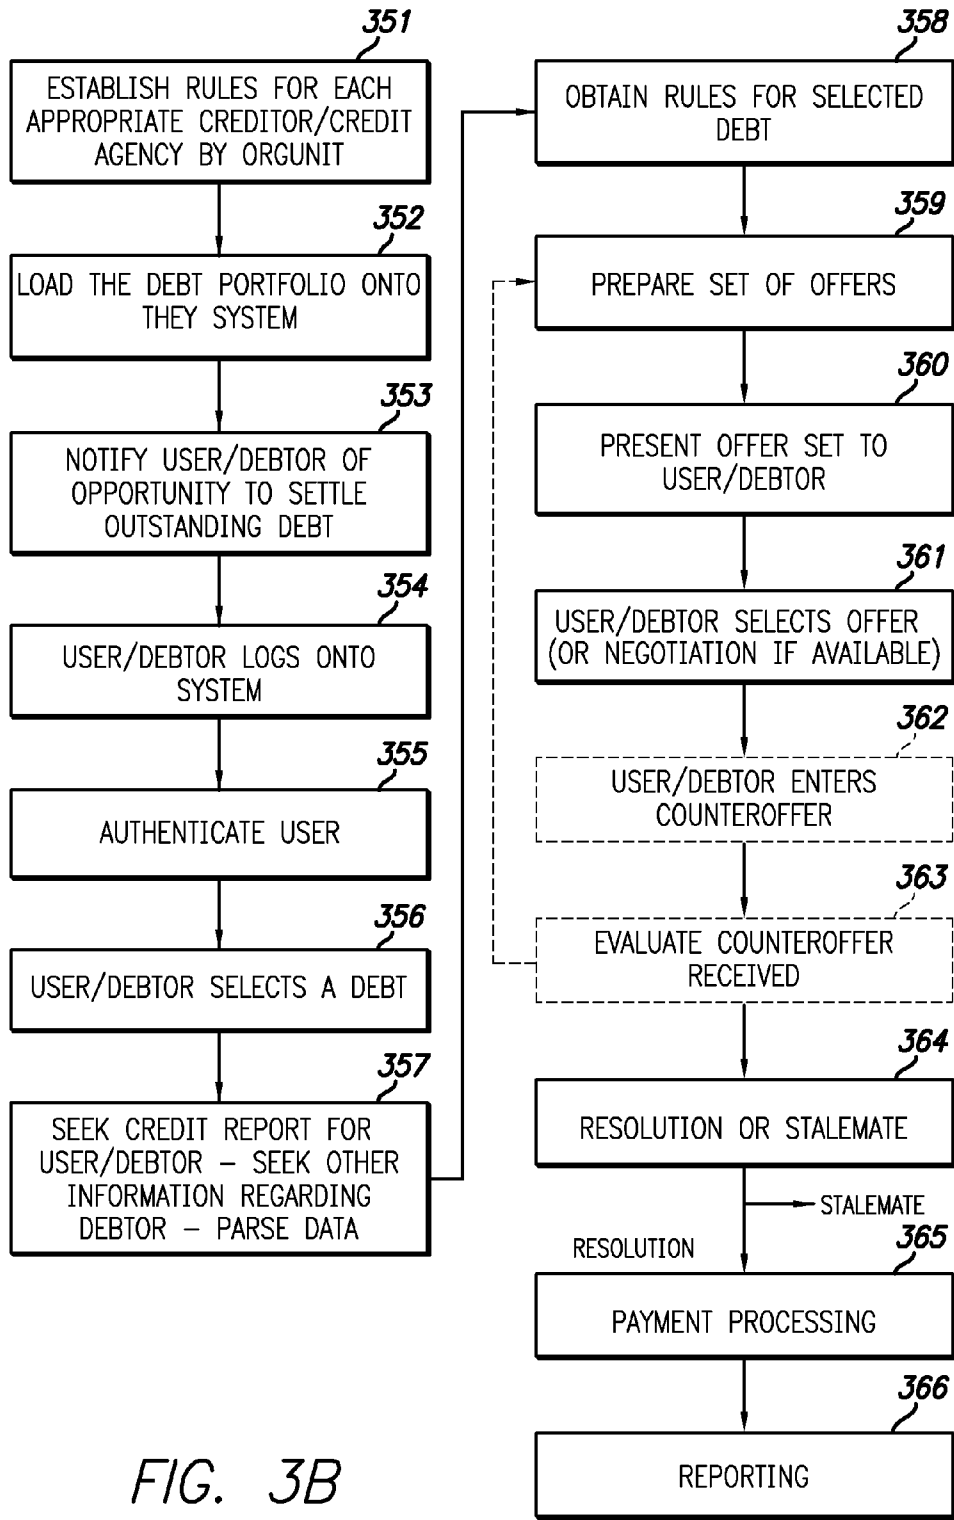 351
ESTABLISH RULES FOR EACH
APPROPRIATE CREDITOR/CREDIT
AGENCY BY ORGUNIT
352
LOAD THE DEBT PORTFOLIO ONTO
THEY SYSTEM
353
NOTIFY USER/DEBTOR OF
OPPORTUNITY TO SETTLE
OUTSTANDING DEBT
354
USER/DEBTOR LOGS ONTO
SYSTEM
355
AUTHENTICATE USER
356
USER/DEBTOR SELECTS A DEBT
357
SEEK CREDIT REPORT FOR
USER/DEBTOR – SEEK OTHER
INFORMATION REGARDING
DEBTOR – PARSE DATA
358
OBTAIN RULES FOR SELECTED
DEBT
359
PREPARE SET OF OFFERS
360
PRESENT OFFER SET TO
USER/DEBTOR
361
USER/DEBTOR SELECTS OFFER
(OR NEGOTIATION IF AVAILABLE)
362
USER/DEBTOR ENTERS
COUNTEROFFER
363
EVALUATE COUNTEROFFER
RECEIVED
364
RESOLUTION OR STALEMATE
STALEMATE
RESOLUTION
365
PAYMENT PROCESSING
366
REPORTING
FIG. 3B